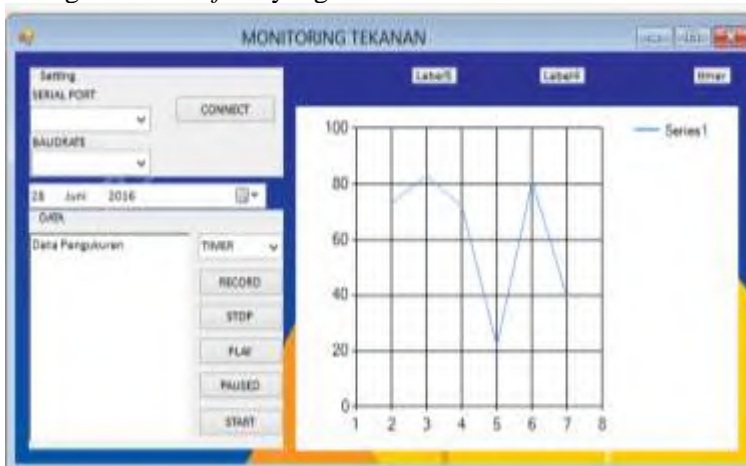 MONITORING TEKANAN
Setting
SERIAL PORT
CONNECT
BAUDRATE
28 Juni 2016
DATA
Data Pengukuran
TIMER
RECORD
STOP
PLAY
PAUSED
START
Label5
timer
100
80
60
40
20
0
1 2 3 4 5 6 7 8
Series1